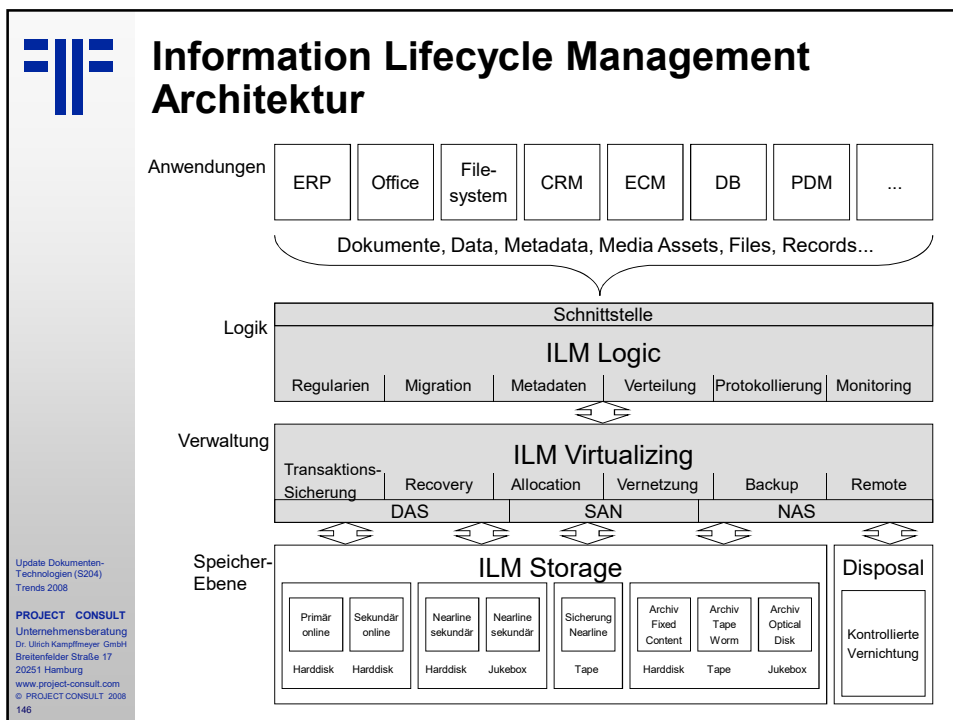 Information Lifecycle Management
Architektur
Anwendungen
ERP
Office
File-
system
CRM
ECM
DB
PDM
...
Dokumente, Data, Metadata, Media Assets, Files, Records...
Logik
Schnittstelle
ILM Logic
Regularien
Migration
Metadaten
Verteilung
Protokollierung
Monitoring
Verwaltung
ILM Virtualizing
Transaktions-
Sicherung
Recovery
Allocation
Vernetzung
Backup
Remote
DAS
SAN
NAS
Speicher-
Ebene
ILM Storage
Primär
online
Harddisk
Sekundär
online
Harddisk
Nearline
sekundär
Harddisk
Nearline
sekundär
Jukebox
Sicherung
Nearline
Tape
Archiv
Fixed
Content
Harddisk
Archiv
Tape
Worm
Tape
Archiv
Optical
Disk
Jukebox
Disposal
Kontrollierte
Vernichtung
Update Dokumenten-
Technologien (S204)
Trends 2008
PROJECT CONSULT
Unternehmensberatung
Dr. Ulrich Kampffmeyer GmbH
Breitenfelder Straße 17
20251 Hamburg
www.project-consult.com
© PROJECT CONSULT 2008
146